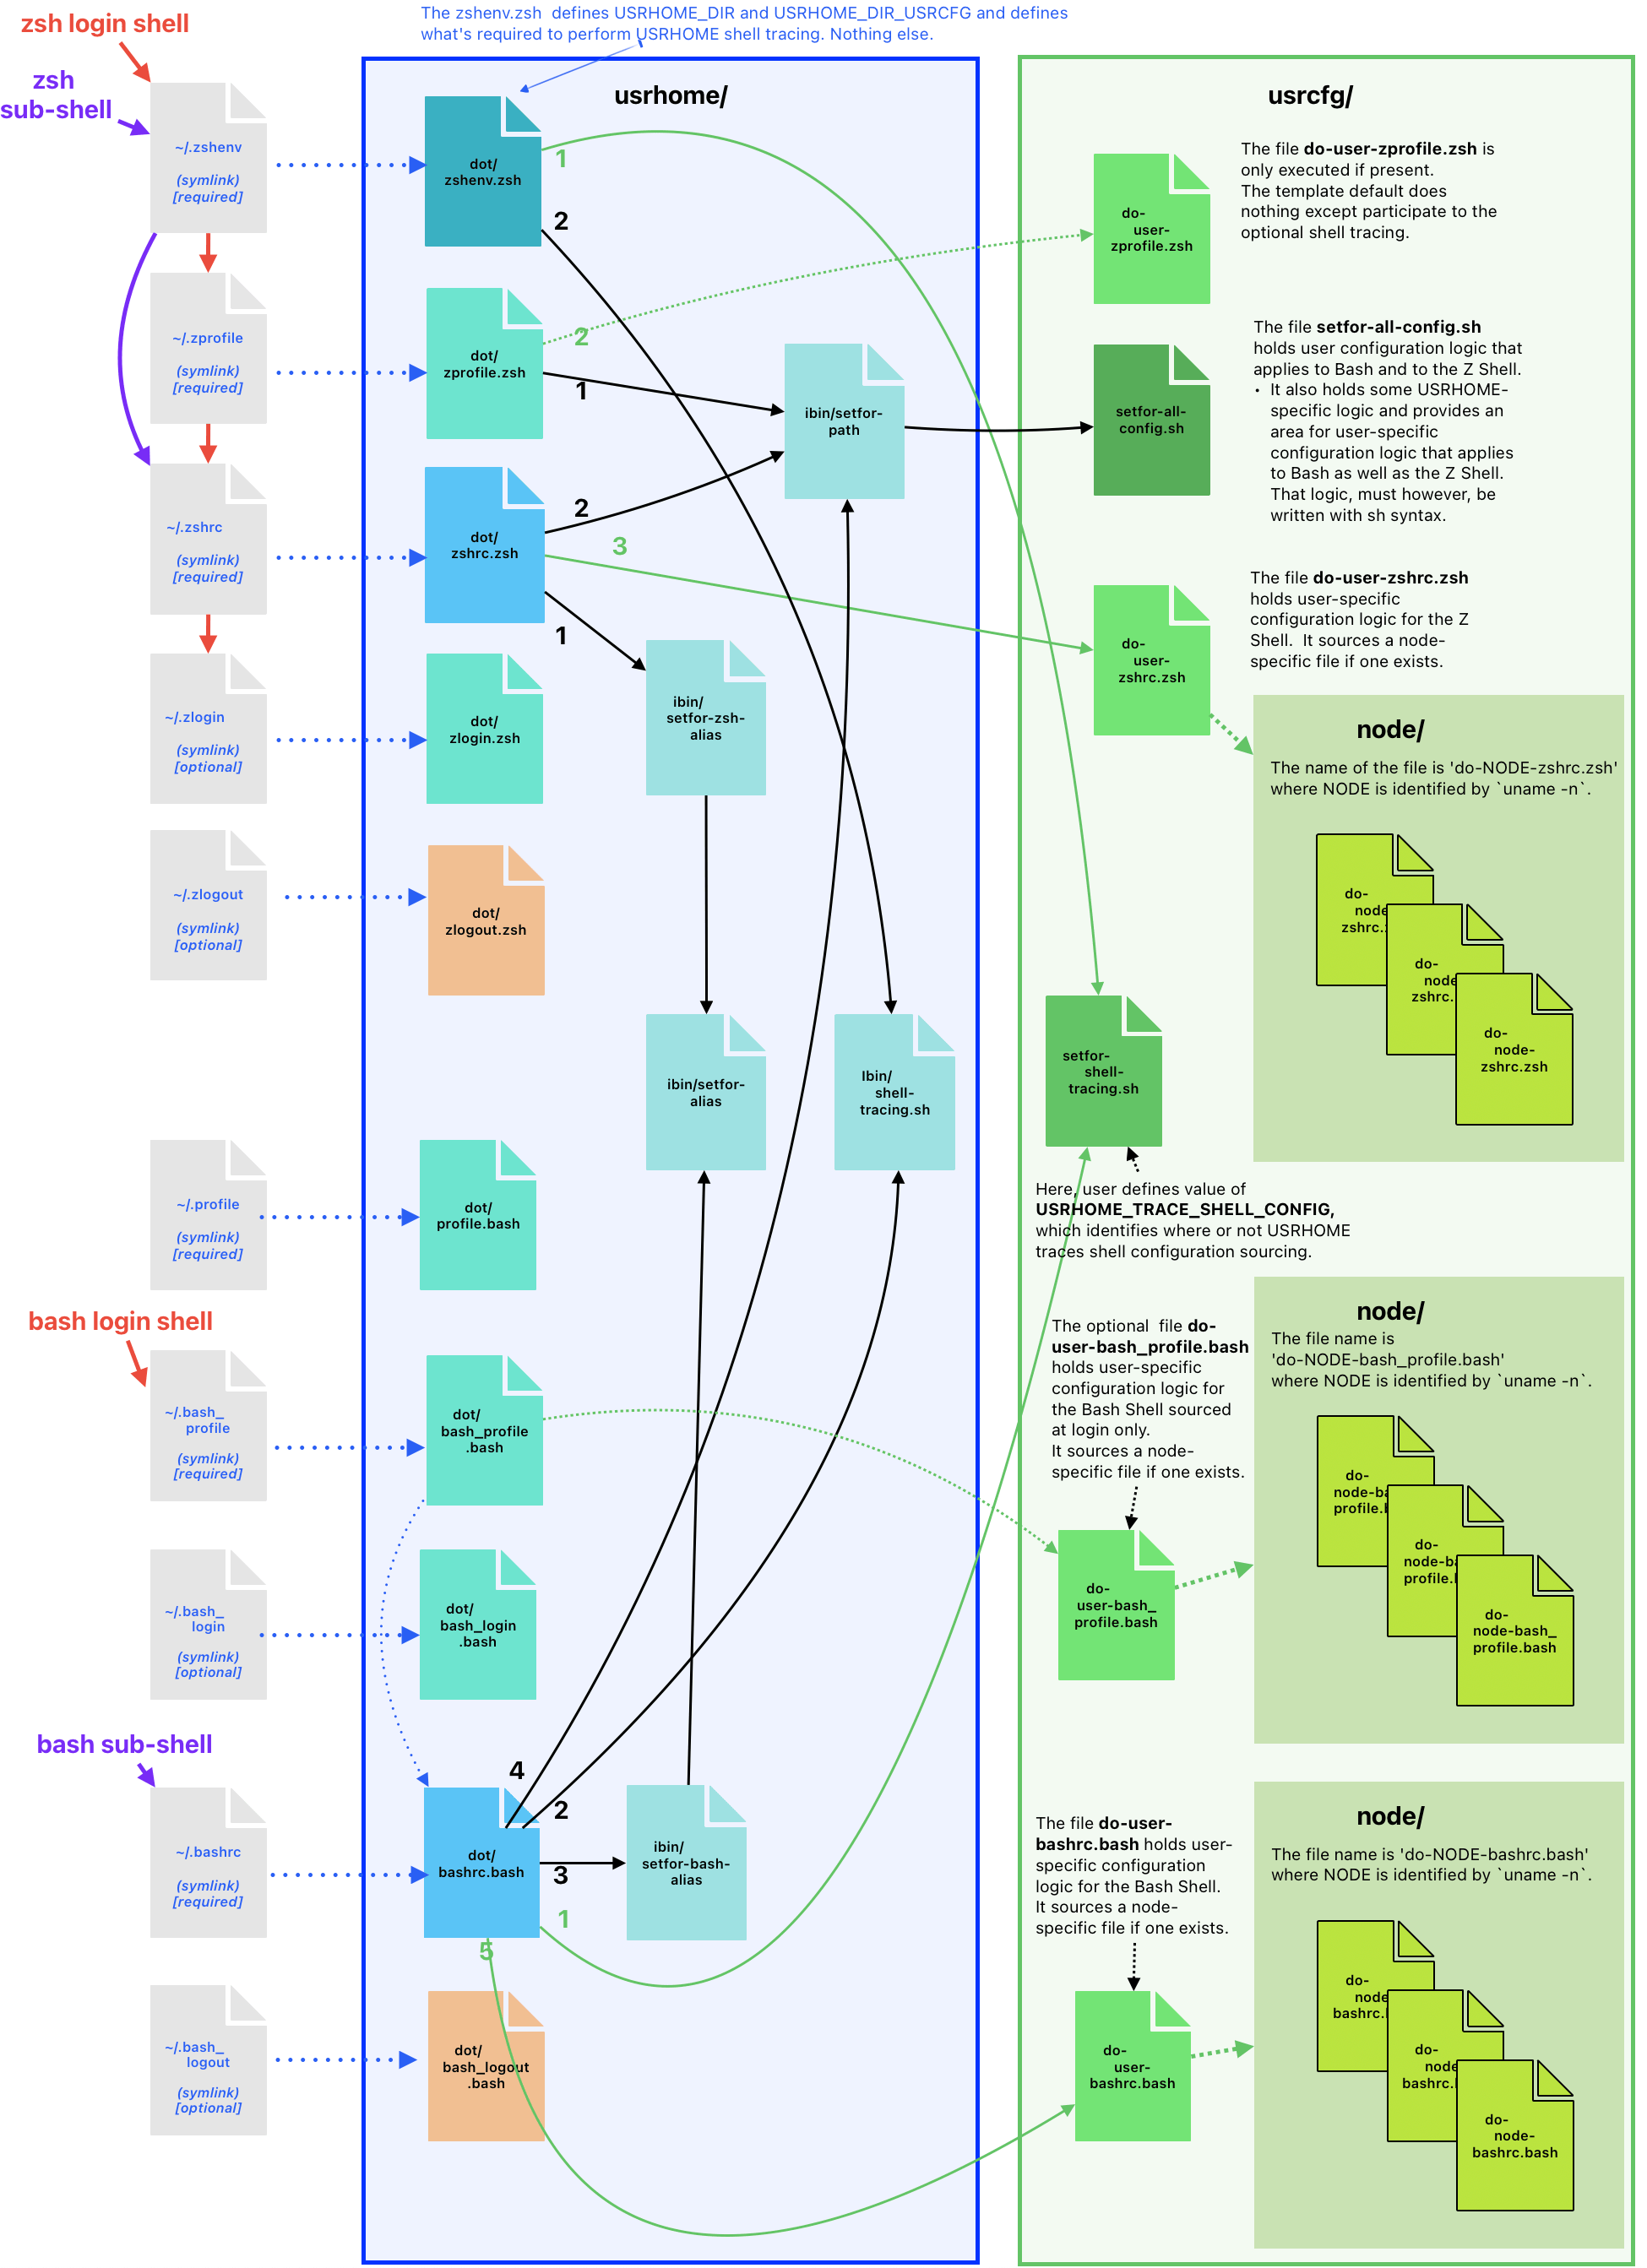 The zshenv.zsh  defines USRHOME_DIR and USRHOME_DIR_USRCFG and defines
what's required to perform USRHOME shell tracing. Nothing else.
zsh login shell
zsh
sub-shell
~/.zshenv
(symlink)
[required]
~/.zprofile
(symlink)
[required]
~/.zshrc
(symlink)
[required]
~/.zlogin
(symlink)
[optional]
~/.zlogout
(symlink)
[optional]
~/.profile
(symlink)
[required]
bash login shell
~/.bash_
profile
(symlink)
[required]
~/.bash_
login
(symlink)
[optional]
bash sub-shell
~/.bashrc
(symlink)
[required]
~/.bash_
logout
(symlink)
[optional]
usrhome/
dot/
zshenv.zsh
1
2
dot/
zprofile.zsh
2
1
ibin/setfor-
path
dot/
zshrc.zsh
2
3
1
dot/
zlogin.zsh
ibin/
setfor-zsh-
alias
dot/
zlogout.zsh
ibin/setfor-
alias
Ibin/
shell-
tracing.sh
dot/
profile.bash
dot/
bash_profile
.bash
dot/
bash_login
.bash
4
2
dot/
bashrc.bash
3
1
5
ibin/
setfor-bash-
alias
dot/
bash_logout
.bash
usrcfg/
do-
user-
zprofile.zsh
The file do-user-zprofile.zsh is
only executed if present.
The template default does
nothing except participate to the
optional shell tracing.
setfor-all-
config.sh
The file setfor-all-config.sh
holds user configuration logic that
applies to Bash and to the Z Shell.
• It also holds some USRHOME-
specific logic and provides an
area for user-specific
configuration logic that applies
to Bash as well as the Z Shell.
That logic, must however, be
written with sh syntax.
do-
user-
zshrc.zsh
The file do-user-zshrc.zsh
holds user-specific
configuration logic for the Z
Shell.  It sources a node-
specific file if one exists.
node/
The name of the file is 'do-NODE-zshrc.zsh'
where NODE is identified by `uname -n`.
do-
node
zshrc.
do-
node
zshrc.
do-
node-
zshrc.zsh
setfor-
shell-
tracing.sh
Here, user defines value of
USRHOME_TRACE_SHELL_CONFIG,
which identifies where or not USRHOME
traces shell configuration sourcing.
The optional  file do-
user-bash_profile.bash
holds user-specific
configuration logic for
the Bash Shell sourced
at login only.
It sources a node-
specific file if one exists.
do-
user-bash_
profile.bash
node/
The file name is
'do-NODE-bash_profile.bash'
where NODE is identified by `uname -n`.
do-
node-ba
profile.
do-
node-ba
profile.
do-
node-bash_
profile.bash
The file do-user-
bashrc.bash holds user-
specific configuration
logic for the Bash Shell.
It sources a node-
specific file if one exists.
do-
user-
bashrc.bash
node/
The file name is 'do-NODE-bashrc.bash'
where NODE is identified by `uname -n`.
do-
node
bashrc.
do-
node
bashrc.
do-
node-
bashrc.bash